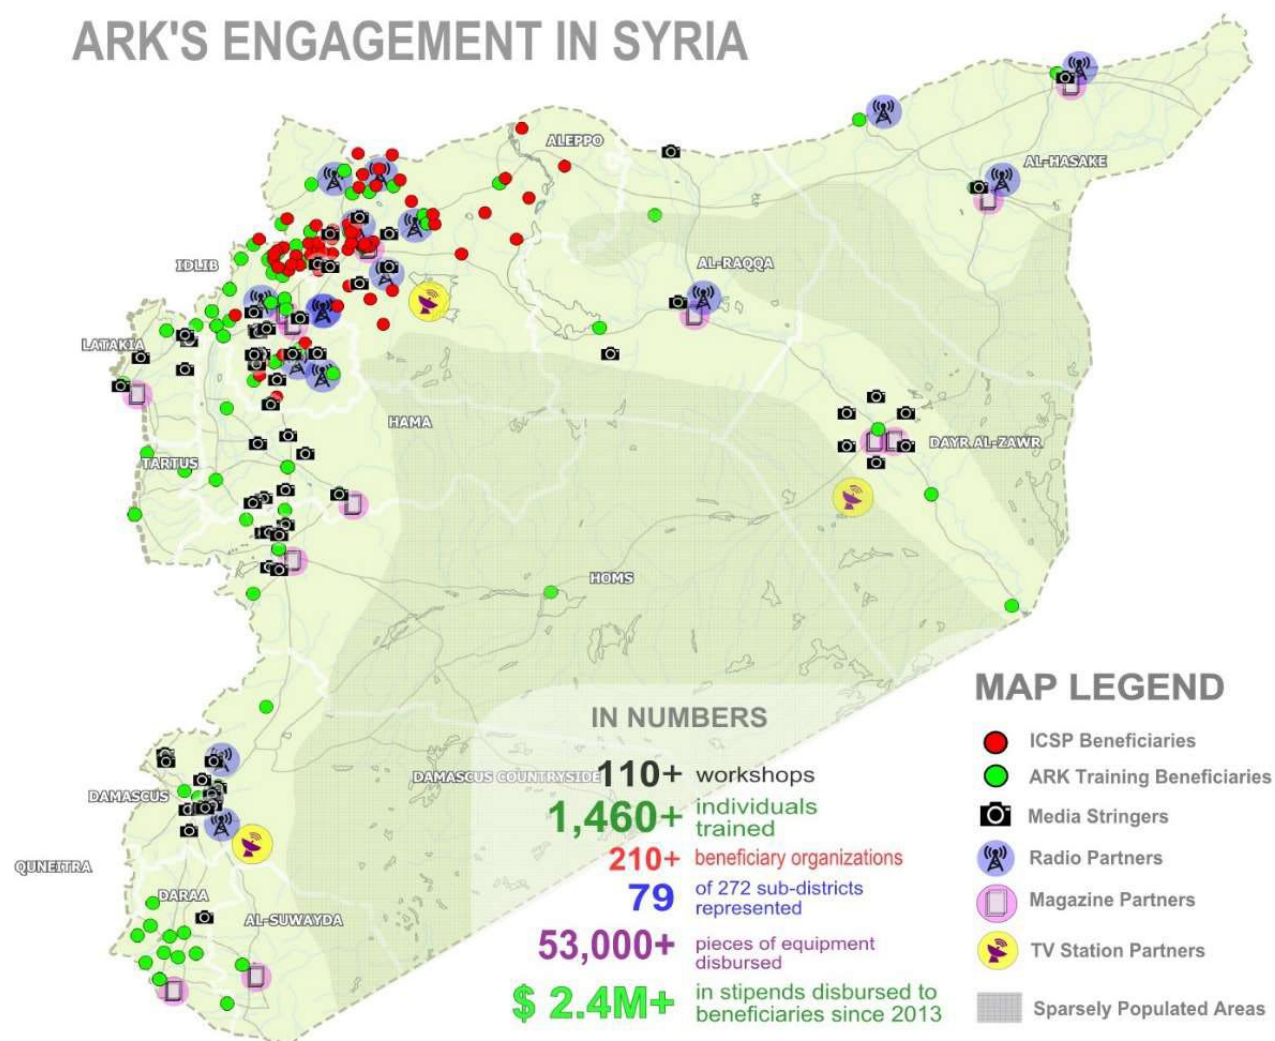 ARK'S ENGAGEMENT IN SYRIA
ALEPPO
AL-HASAKE
IDLIB
AL-RAQQA
LATAKIA
HAMA
DAYR AL-ZAWR
TARTUS
HOMS
DAMASCUS COUNTRYSIDE
DAMASCUS
QUNEITRA
DARAA
AL-SUWAYDA
IN NUMBERS
110+ workshops
1,460+ individuals
trained
210+ beneficiary organizations
79 of 272 sub-districts
represented
53,000+ pieces of equipment
disbursed
$ 2.4M+ in stipends disbursed to
beneficiaries since 2013
MAP LEGEND
ICSP Beneficiaries
ARK Training Beneficiaries
Media Stringers
Radio Partners
Magazine Partners
TV Station Partners
Sparsely Populated Areas